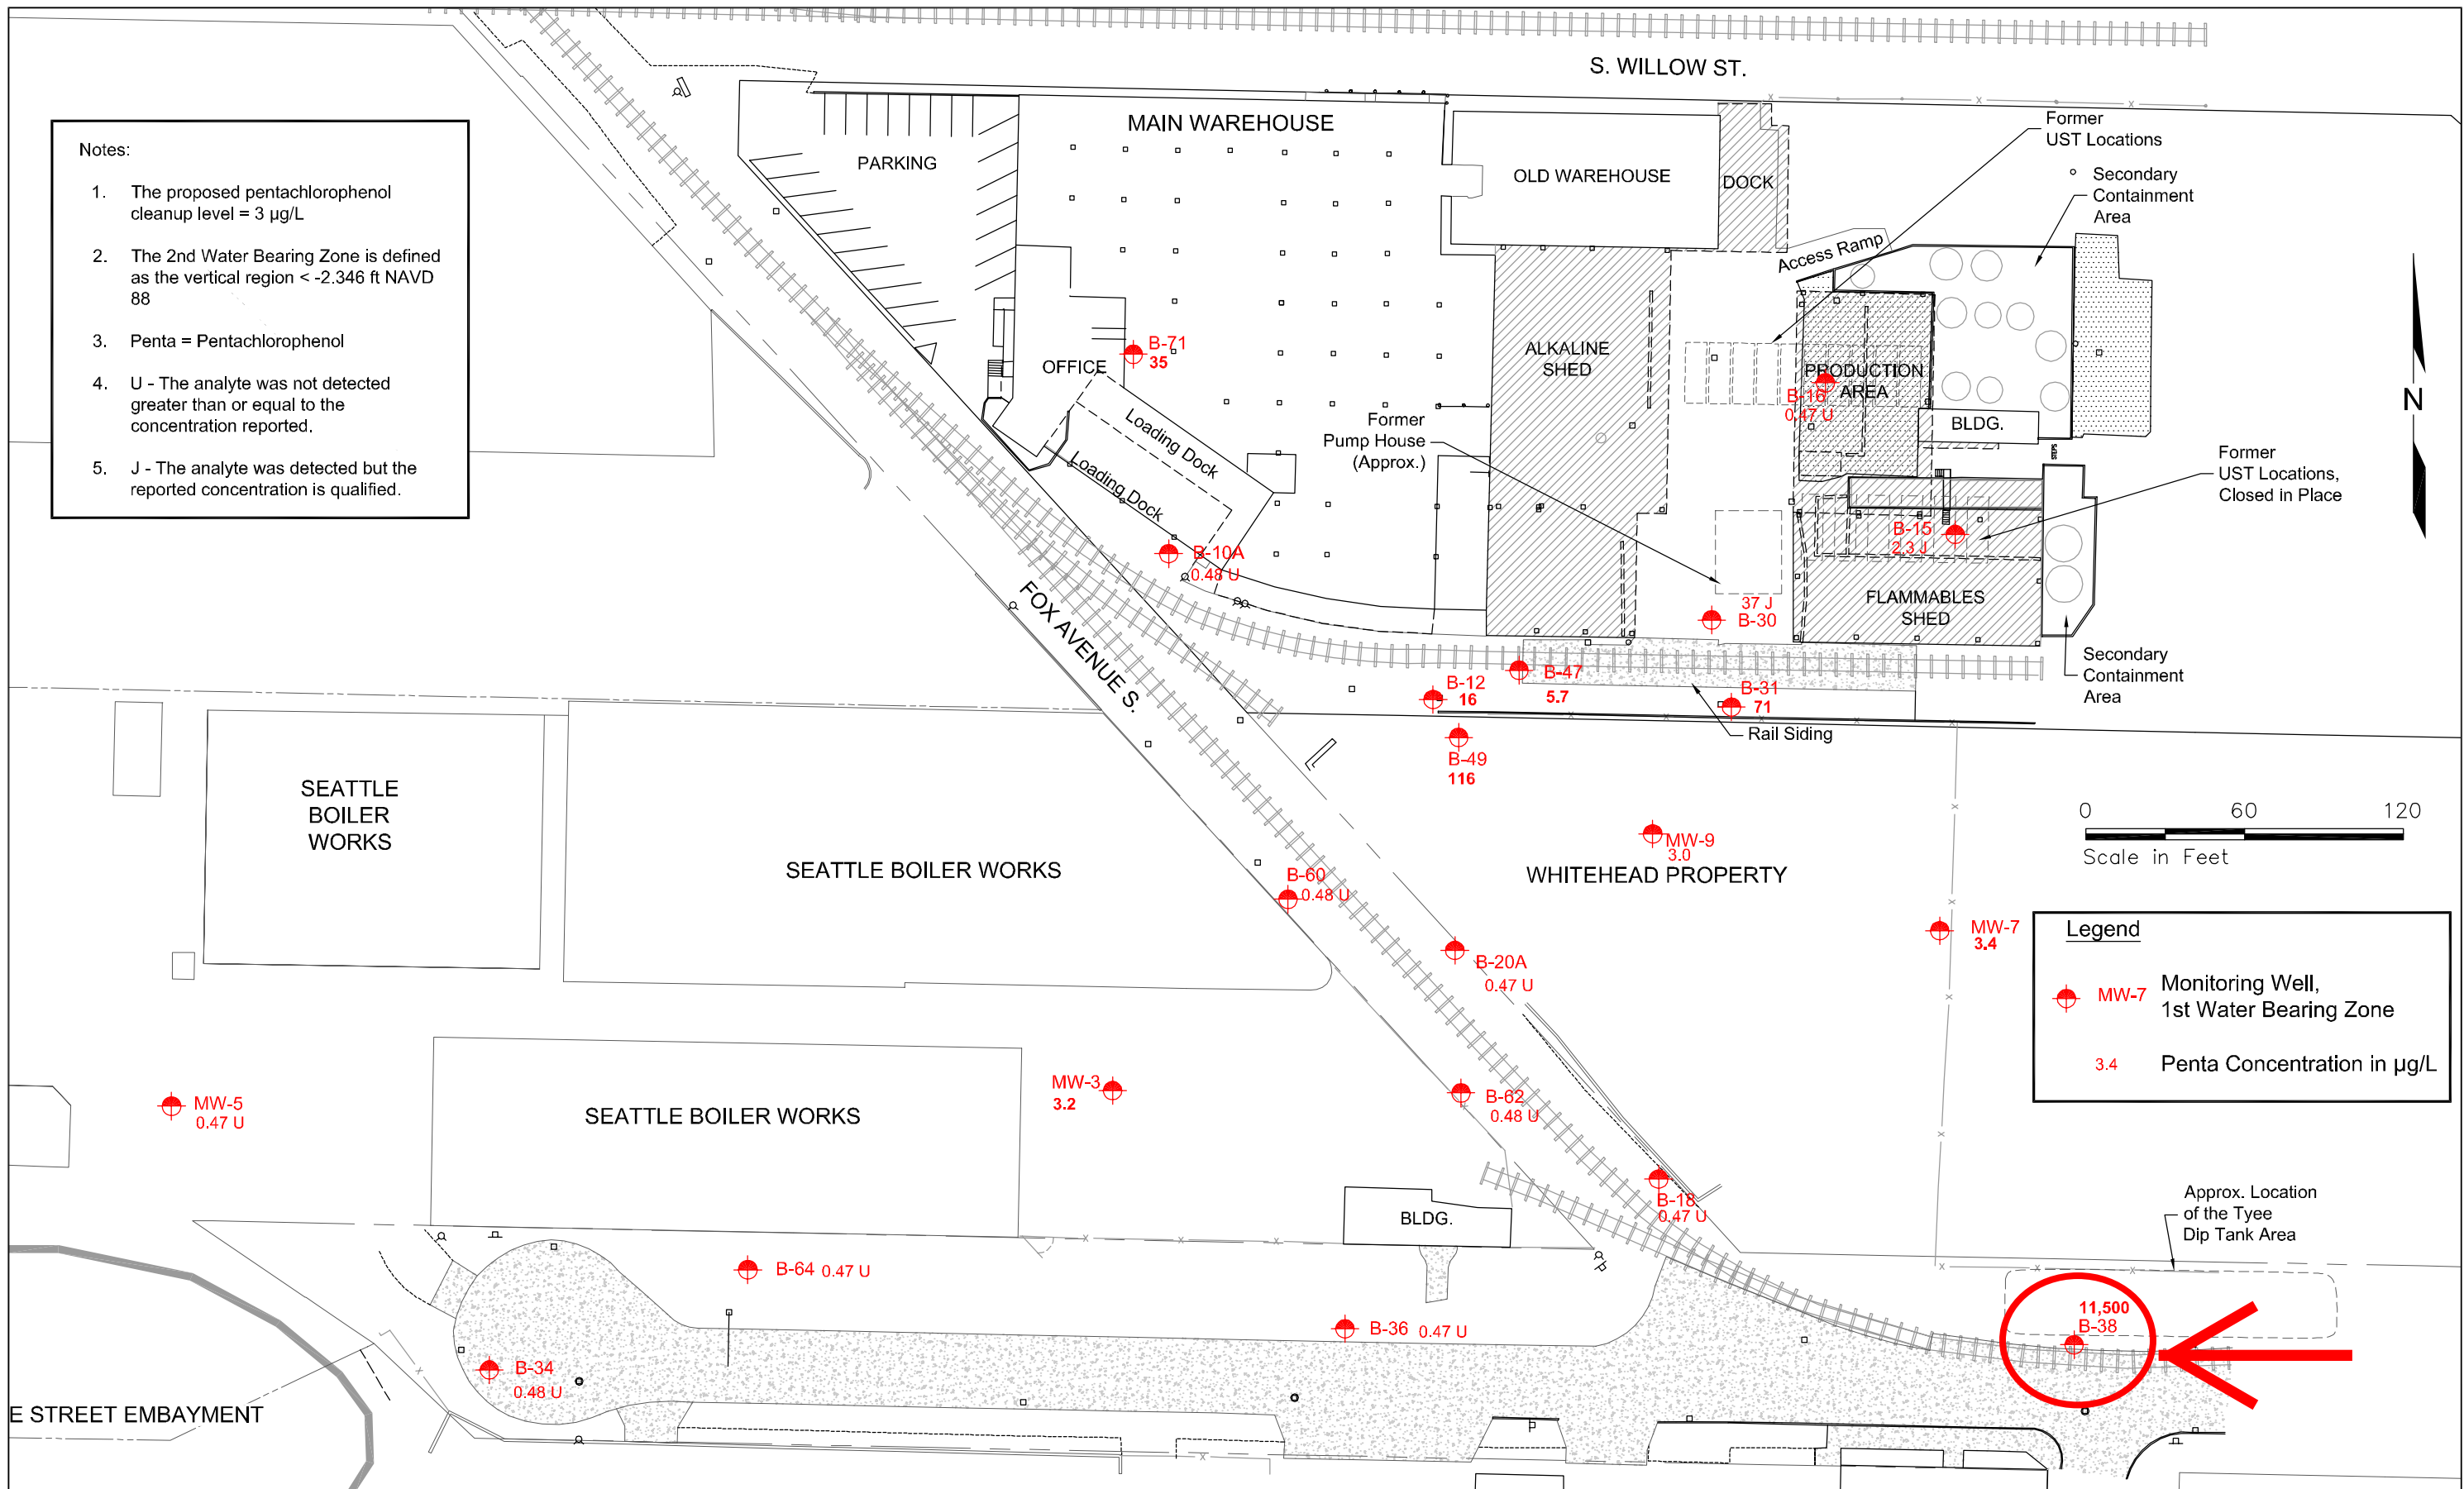 S. WILLOW ST.
Notes:
1. The proposed pentachlorophenol
cleanup level = 3 µg/L
2. The 2nd Water Bearing Zone is defined
as the vertical region < -2.346 ft NAVD
88
3. Penta = Pentachlorophenol
4. U - The analyte was not detected
greater than or equal to the
concentration reported.
5. J - The analyte was detected but the
reported concentration is qualified.
PARKING
MAIN WAREHOUSE
OLD WAREHOUSE
DOCK
Former
UST Locations
Secondary
Containment
Area
Access Ramp
B-71
35
OFFICE
ALKALINE
SHED
PRODUCTION
AREA
B-16
0.47 U
BLDG.
Loading Dock
Loading Dock
Former
Pump House
(Approx.)
STEPS
Former
UST Locations,
Closed in Place
B-15
2.3 J
B-10A
0.48 U
37 J
B-30
FLAMMABLES
SHED
Secondary
Containment
Area
N
FOX AVENUE S.
B-12
16
B-47
5.7
B-31
71
Rail Siding
B-49
116
SEATTLE
BOILER
WORKS
SEATTLE BOILER WORKS
MW-9
3.0
WHITEHEAD PROPERTY
0 60 120
Scale in Feet
B-60
0.48 U
B-20A
0.47 U
MW-7
3.4
Legend
MW-7 Monitoring Well,
1st Water Bearing Zone
3.4 Penta Concentration in µg/L
MW-5
0.47 U
SEATTLE BOILER WORKS
MW-3
3.2
B-62
0.48 U
B-18
0.47 U
BLDG.
Approx. Location
of the Tyee
Dip Tank Area
B-64 0.47 U
B-36 0.47 U
11,500
B-38
B-34
0.48 U
E STREET EMBAYMENT